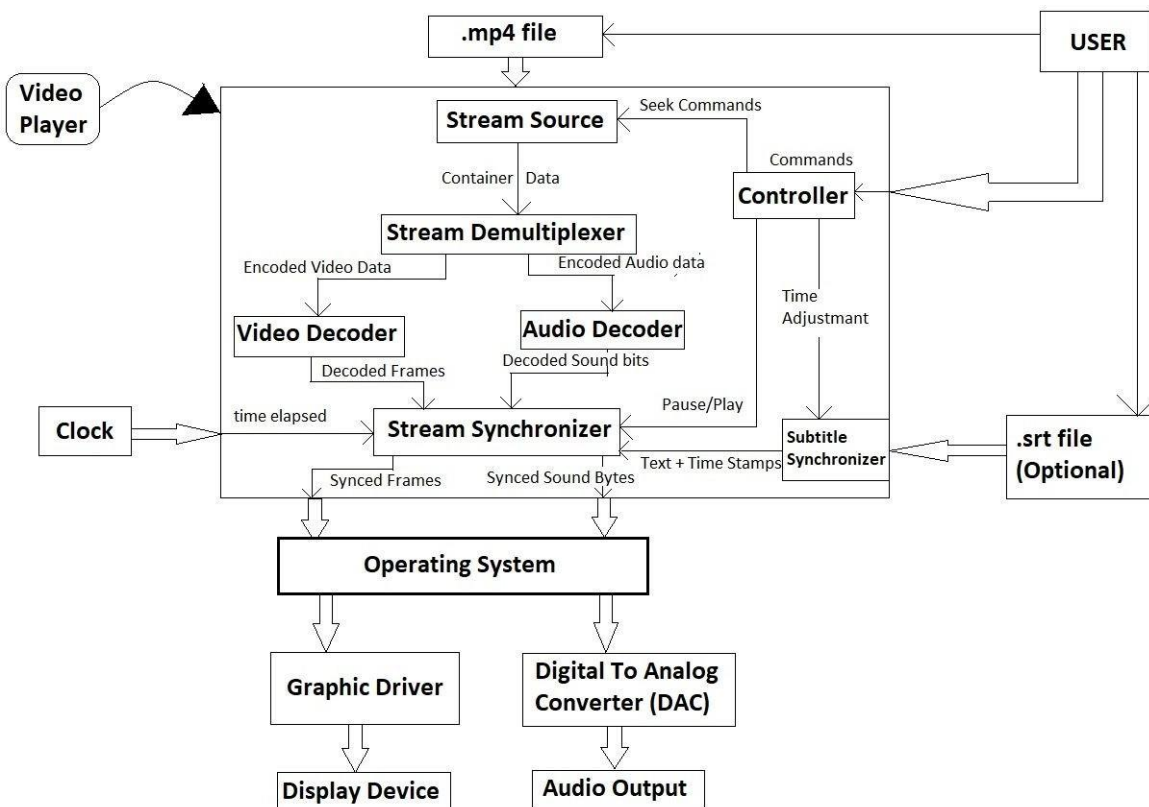 .mp4 file
USER
Video
Player
Stream Source
Seek Commands
Commands
Container Data
Controller
Stream Demultiplexer
Encoded Video Data
Encoded Audio data
Time
Adjustmant
Video Decoder
Audio Decoder
Decoded Frames
Decoded Sound bits
Clock
time elapsed
Stream Synchronizer
Pause/Play
Subtitle
Synchronizer
.srt file
(Optional)
Text + Time Stamps
Synced Frames
Synced Sound Bytes
Operating System
Graphic Driver
Digital To Analog
Converter (DAC)
Display Device
Audio Output